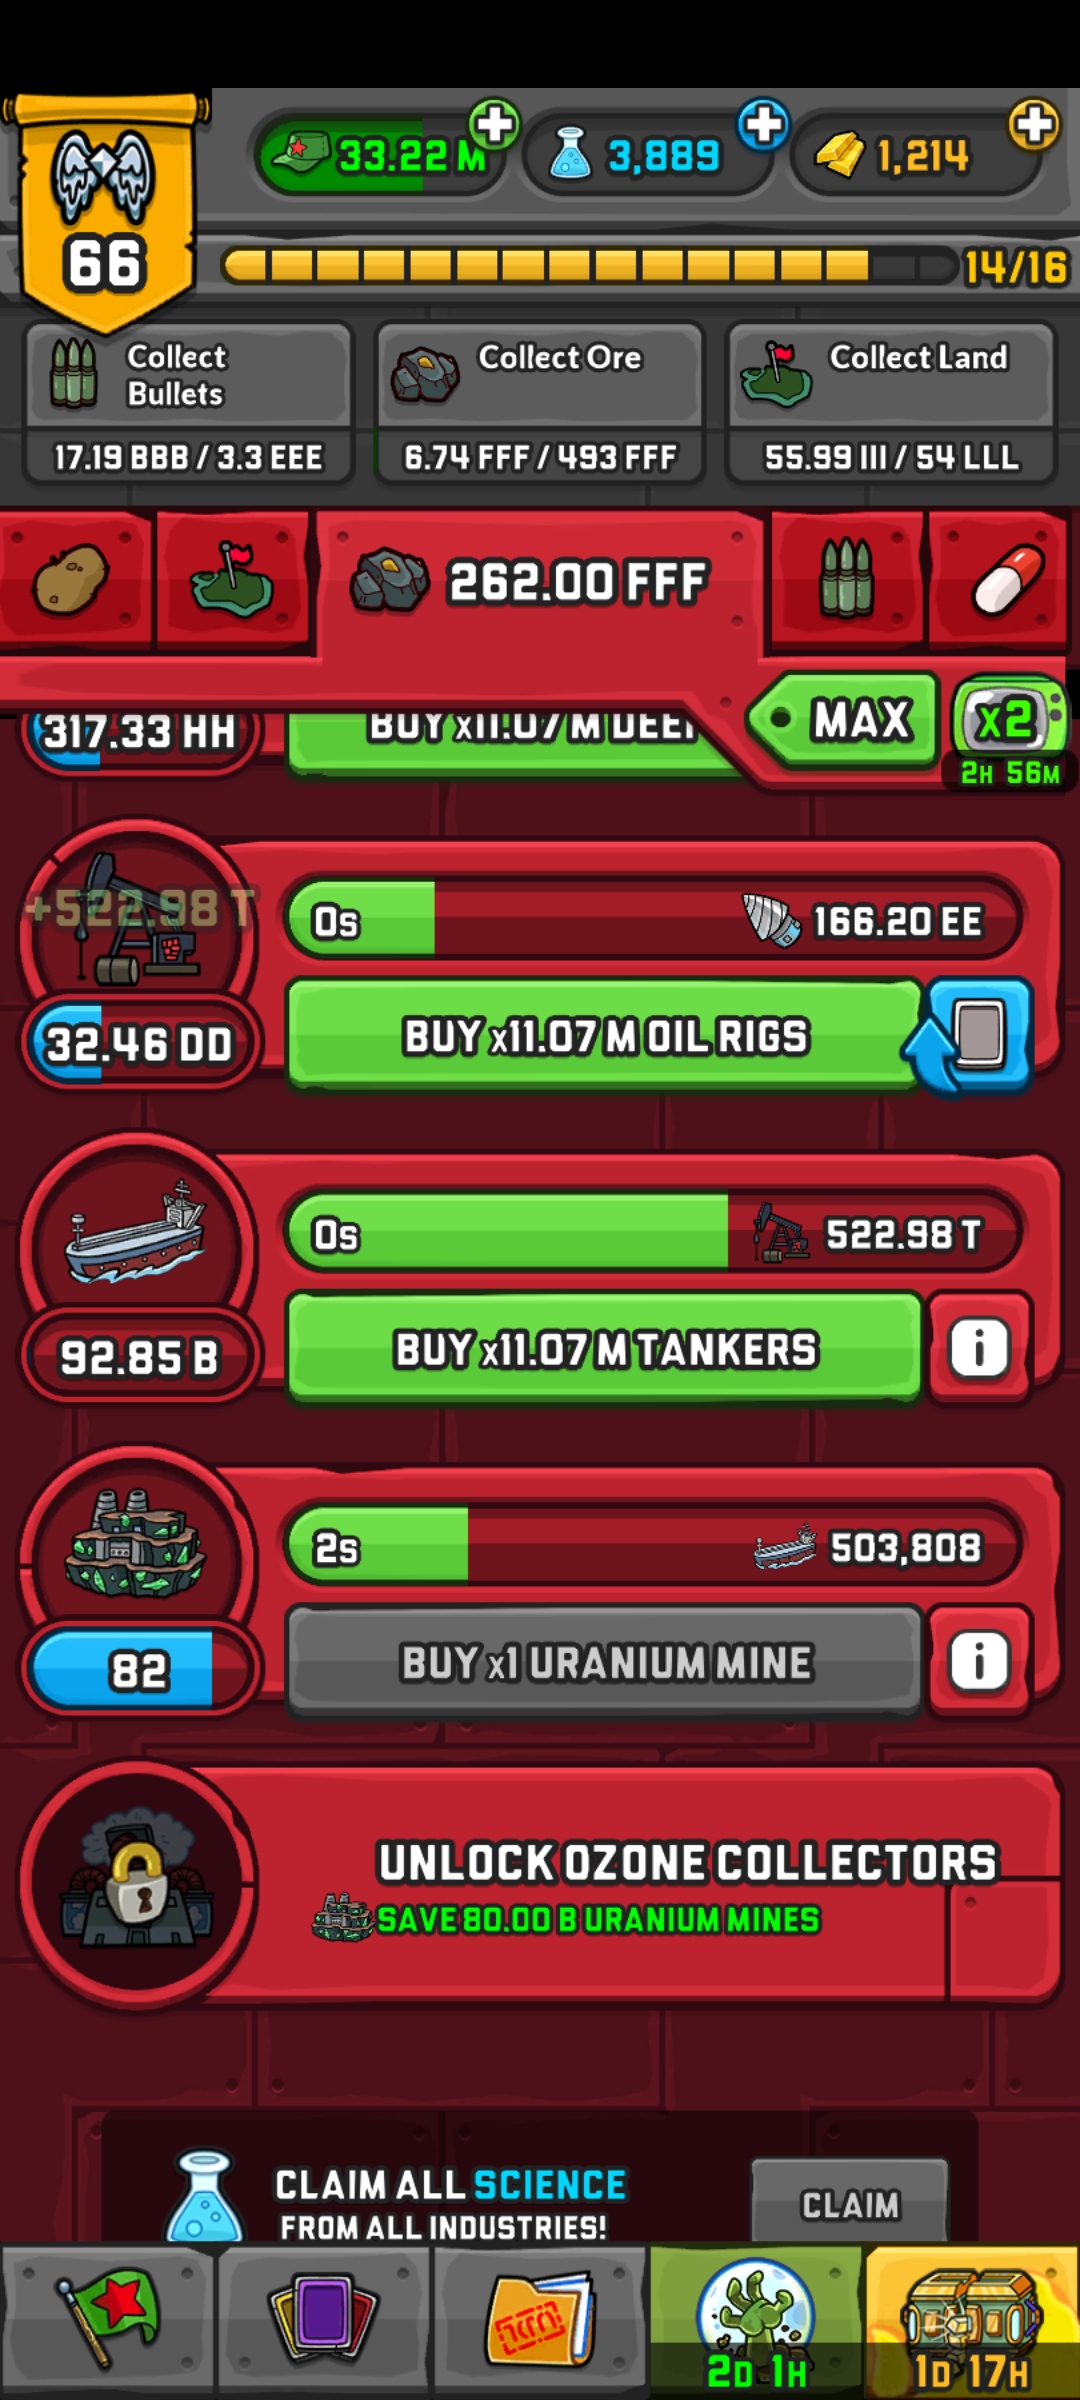 33.22 M
3,889
1,214
66
14/16
Collect
Bullets
17.19 BBB / 3.3 EEE
Collect Ore
6.74 FFF / 493 FFF
Collect Land
55.99 III / 54 LLL
262.00 FFF
MAX
x2
2H 56M
317.33 HH
BUY x11.07 M
+522.98 T
0s
166.20 EE
32.46 DD
BUY x11.07 M OIL RIGS
0s
522.98 T
92.85 B
BUY x11.07 M TANKERS
i
2s
503,808
82
BUY x1 URANIUM MINE
i
UNLOCK OZONE COLLECTORS
SAVE 80.00 B URANIUM MINES
CLAIM ALL SCIENCE
FROM ALL INDUSTRIES!
CLAIM
2D 1H
1D 17H